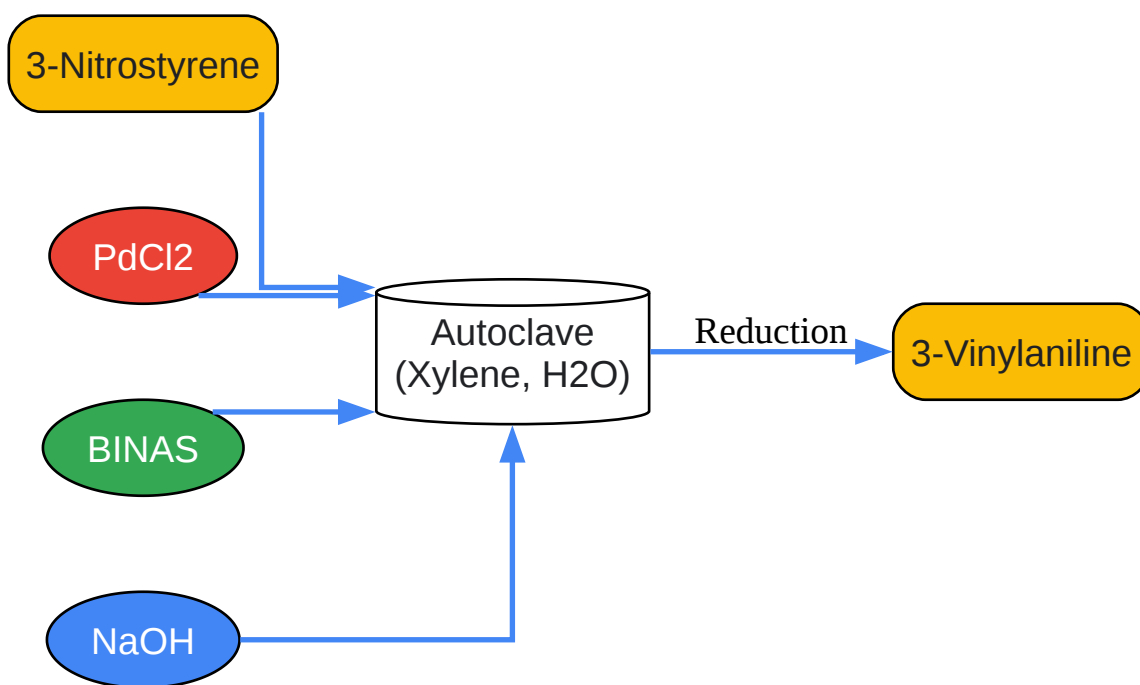 3-Nitrostyrene
PdCl2
BINAS
NaOH
Autoclave
(Xylene, H2O)
Reduction
3-Vinylaniline